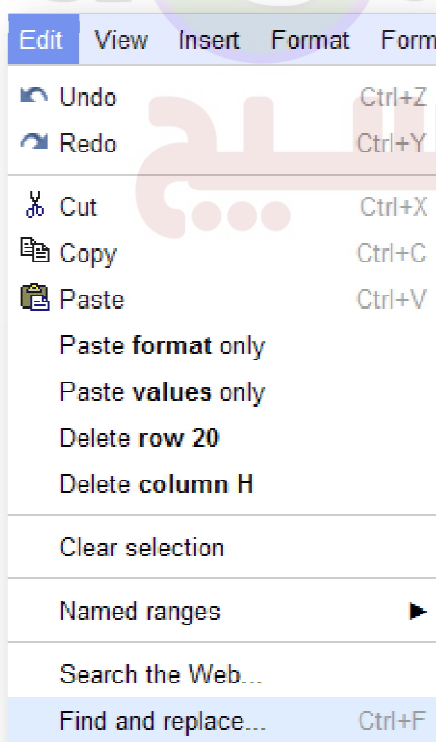 Edit View Insert Format Form
Undo Ctrl+Z
Redo Ctrl+Y
Cut Ctrl+X
Copy Ctrl+C
Paste Ctrl+V
Paste format only
Paste values only
Delete row 20
Delete column H
Clear selection
Named ranges
Search the Web...
Find and replace... Ctrl+F